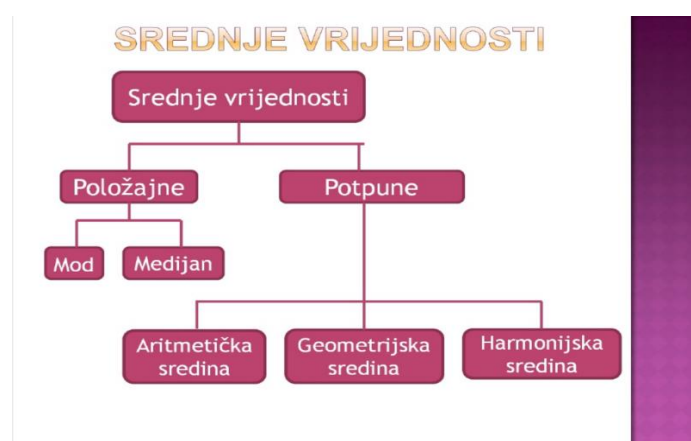 SREDNJE VRIJEDNOSTI
Srednje vrijednosti
Položajne
Potpune
Mod
Medijan
Aritmetička
sredina
Geometrijska
sredina
Harmonijska
sredina